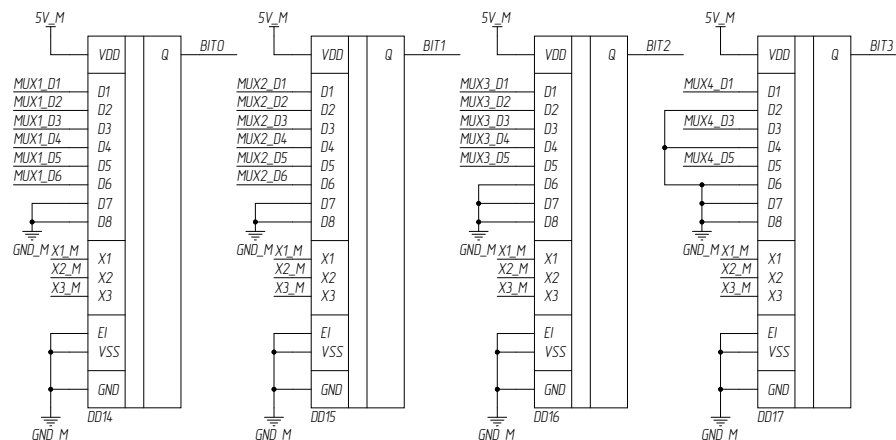 5V_M 5V_M 5V_M 5V_M
VDD Q BIT0 VDD Q BIT1 VDD Q BIT2 VDD Q BIT3
MUX1_D1 D1 MUX2_D1 D1 MUX3_D1 D1 MUX4_D1 D1
MUX1_D2 D2 MUX2_D2 D2 MUX3_D2 D2 D2
MUX1_D3 D3 MUX2_D3 D3 MUX3_D3 D3 MUX4_D3 D3
MUX1_D4 D4 MUX2_D4 D4 MUX3_D4 D4 D4
MUX1_D5 D5 MUX2_D5 D5 MUX3_D5 D5 MUX4_D5 D5
MUX1_D6 D6 MUX2_D6 D6 D6 D6
D7 D7 D7 D7
D8 D8 D8 D8
GND_M GND_M GND_M GND_M
X1_M X1 X1_M X1 X1_M X1 X1_M X1
X2_M X2 X2_M X2 X2_M X2 X2_M X2
X3_M X3 X3_M X3 X3_M X3 X3_M X3
EI EI EI EI
VSS VSS VSS VSS
GND GND GND GND
DD14 DD15 DD16 DD17
GND_M GND_M GND_M GND_M